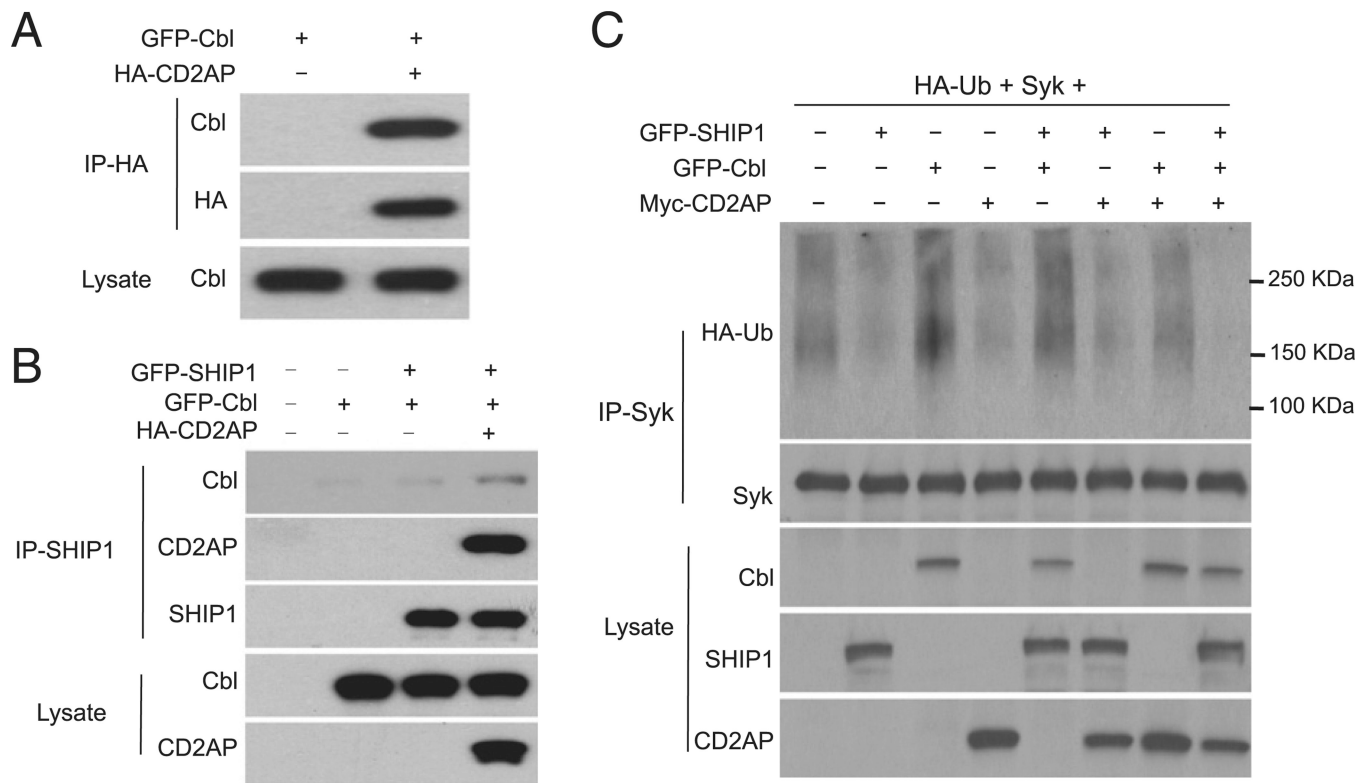 A
GFP-Cbl + +
HA-CD2AP – +
IP-HA
Cbl
HA
Lysate Cbl
B
GFP-SHIP1 – – + +
GFP-Cbl – + + +
HA-CD2AP – – – +
IP-SHIP1
Cbl
CD2AP
SHIP1
Lysate
Cbl
CD2AP
C
HA-Ub + Syk +
GFP-SHIP1 – + – – + + – +
GFP-Cbl – – + – + – + +
Myc-CD2AP – – – + – + + +
IP-Syk
HA-Ub
250 KDa
150 KDa
100 KDa
Syk
Lysate
Cbl
SHIP1
CD2AP